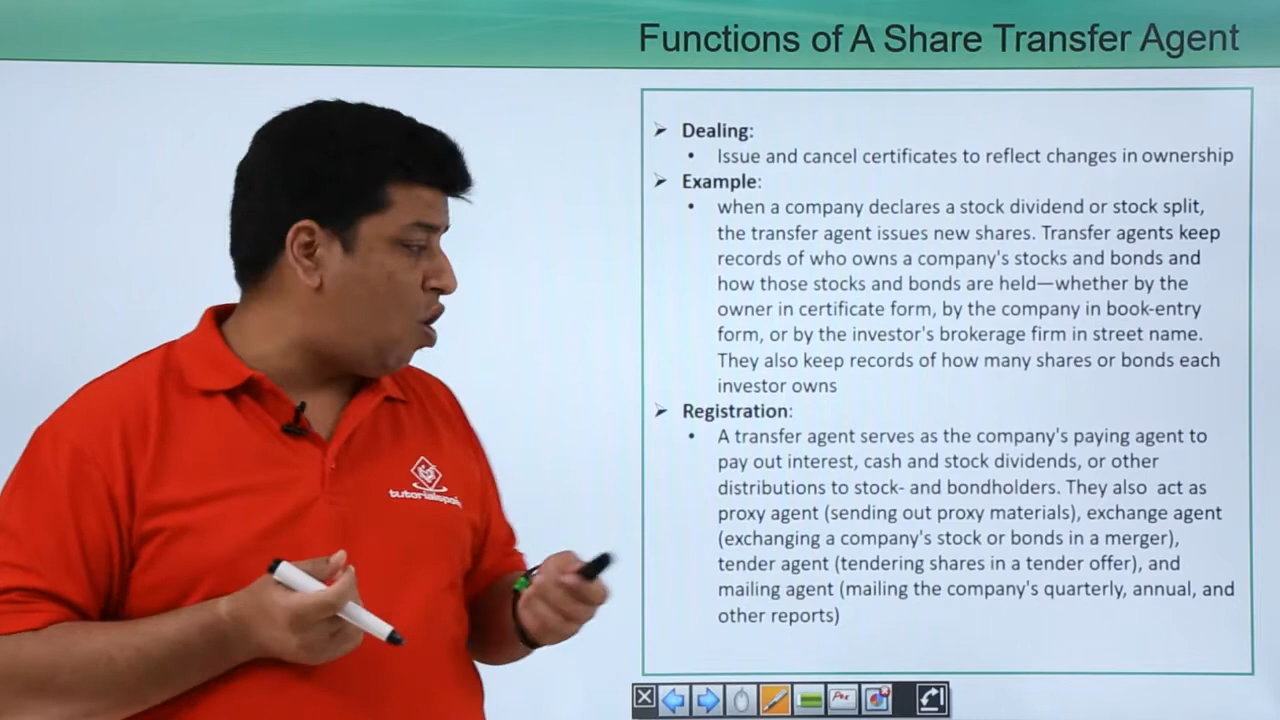 Functions of A Share Transfer Agent
➢ Dealing:
• Issue and cancel certificates to reflect changes in ownership
➢ Example:
• when a company declares a stock dividend or stock split,
the transfer agent issues new shares. Transfer agents keep
records of who owns a company's stocks and bonds and
how those stocks and bonds are held—whether by the
owner in certificate form, by the company in book-entry
form, or by the investor's brokerage firm in street name.
They also keep records of how many shares or bonds each
investor owns
➢ Registration:
• A transfer agent serves as the company's paying agent to
pay out interest, cash and stock dividends, or other
distributions to stock- and bondholders. They also act as
proxy agent (sending out proxy materials), exchange agent
(exchanging a company's stock or bonds in a merger),
tender agent (tendering shares in a tender offer), and
mailing agent (mailing the company's quarterly, annual, and
other reports)
tutorialspoint